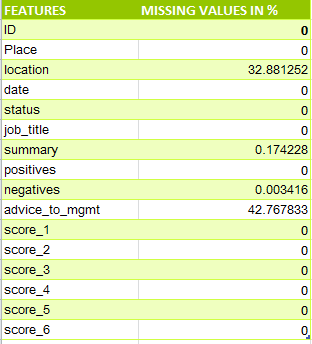 FEATURES MISSING VALUES IN %
ID 0
Place 0
location 32.881252
date 0
status 0
job_title 0
summary 0.174228
positives 0
negatives 0.003416
advice_to_mgmt 42.767833
score_1 0
score_2 0
score_3 0
score_4 0
score_5 0
score_6 0